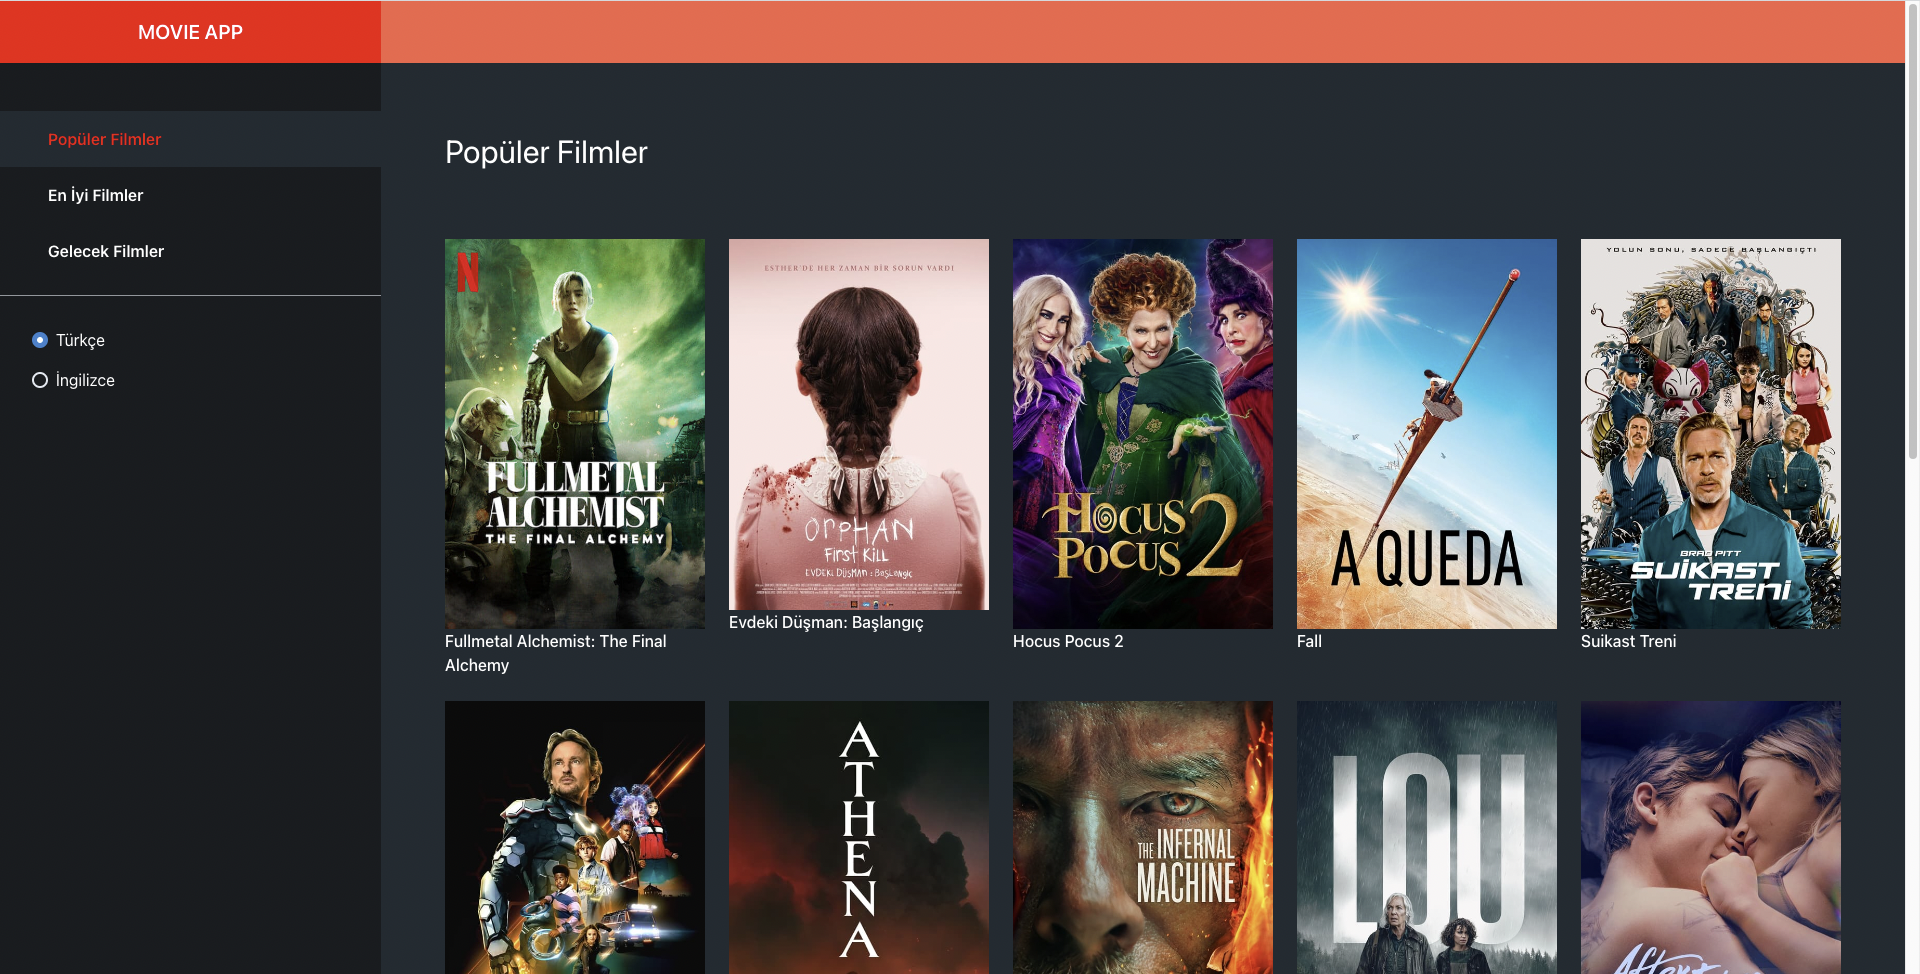 MOVIE APP
Popüler Filmler
En İyi Filmler
Gelecek Filmler
Türkçe
İngilizce
Popüler Filmler
N
FULLMETAL
ALCHEMIST
THE FINAL ALCHEMY
Fullmetal Alchemist: The Final
Alchemy
ESTHER'DE HER ZAMAN BİR SORUN VARDI
ORPHAN
First Kill
EVDEKİ DÜŞMAN: BAŞLANGIÇ
Evdeki Düşman: Başlangıç
HOCUS
POCUS 2
Hocus Pocus 2
A QUEDA
Fall
YOLUN SONU, SADECE BAŞLANGIÇTI
BRAD PITT
SUİKAST
TRENİ
Suikast Treni
ATHENA
THE INFERNAL
MACHINE
LOU
After